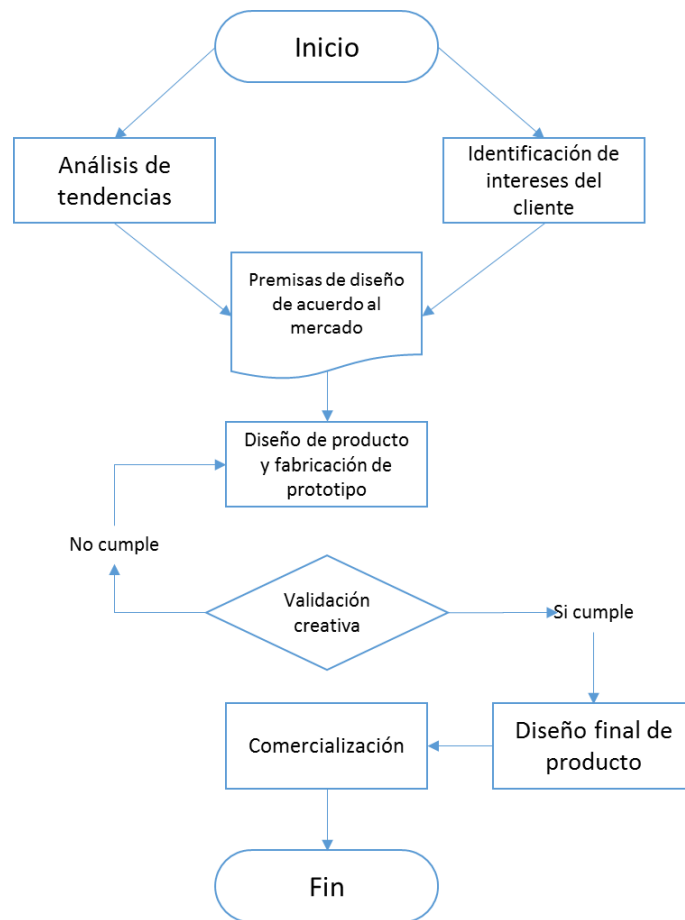 Inicio
Análisis de
tendencias
Identificación de
intereses del
cliente
Premisas de diseño
de acuerdo al
mercado
Diseño de producto
y fabricación de
prototipo
No cumple
Validación
creativa
Si cumple
Comercialización
Diseño final de
producto
Fin